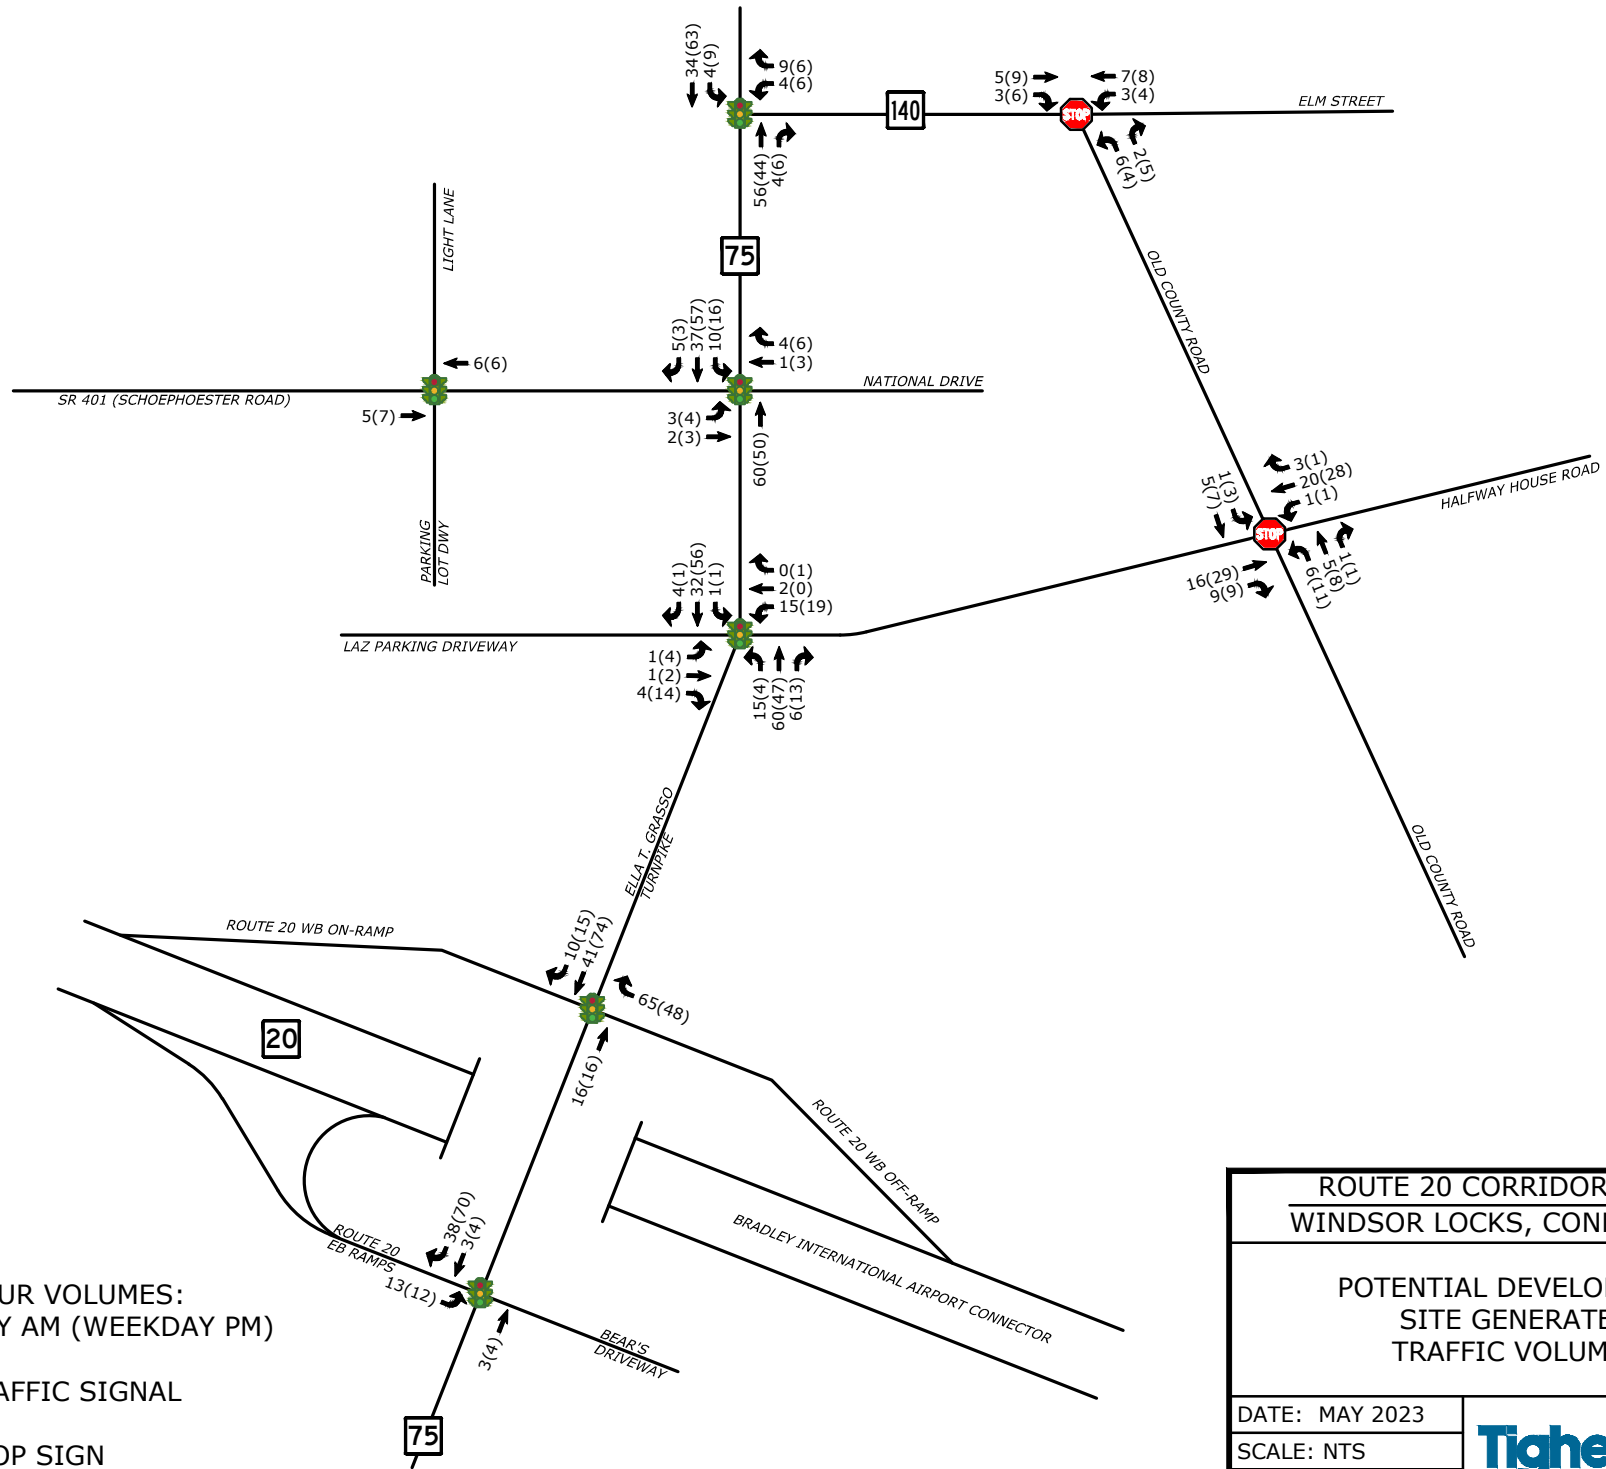 34(63)
4(9)
9(6)
4(6)
140
5(9)
3(6)
7(8)
3(4)
STOP
ELM STREET
56(44)
4(6)
6(4)
2(5)
LIGHT LANE
75
OLD COUNTY ROAD
5(3)
37(57)
10(16)
4(6)
1(3)
6(6)
NATIONAL DRIVE
SR 401 (SCHOEPHOESTER ROAD)
5(7)
3(4)
2(3)
60(50)
PARKING
LOT DWY
1(3)
5(7)
3(1)
20(28)
1(1)
HALFWAY HOUSE ROAD
STOP
16(29)
9(9)
6(11)
5(8)
1(1)
4(1)
32(56)
1(1)
0(1)
2(0)
15(19)
LAZ PARKING DRIVEWAY
1(4)
1(2)
4(14)
15(4)
60(47)
6(13)
ELLA T. GRASSO
TURNPIKE
OLD COUNTY ROAD
ROUTE 20 WB ON-RAMP
10(15)
41(74)
65(48)
20
16(16)
ROUTE 20 WB OFF-RAMP
BRADLEY INTERNATIONAL AIRPORT CONNECTOR
38(70)
3(4)
ROUTE 20
EB RAMPS
13(12)
3(4)
BEAR'S
DRIVEWAY
75
UR VOLUMES:
Y AM (WEEKDAY PM)
AFFIC SIGNAL
OP SIGN
ROUTE 20 CORRIDOR
WINDSOR LOCKS, CON
POTENTIAL DEVELO
SITE GENERATE
TRAFFIC VOLUM
DATE: MAY 2023
SCALE: NTS
Tighe